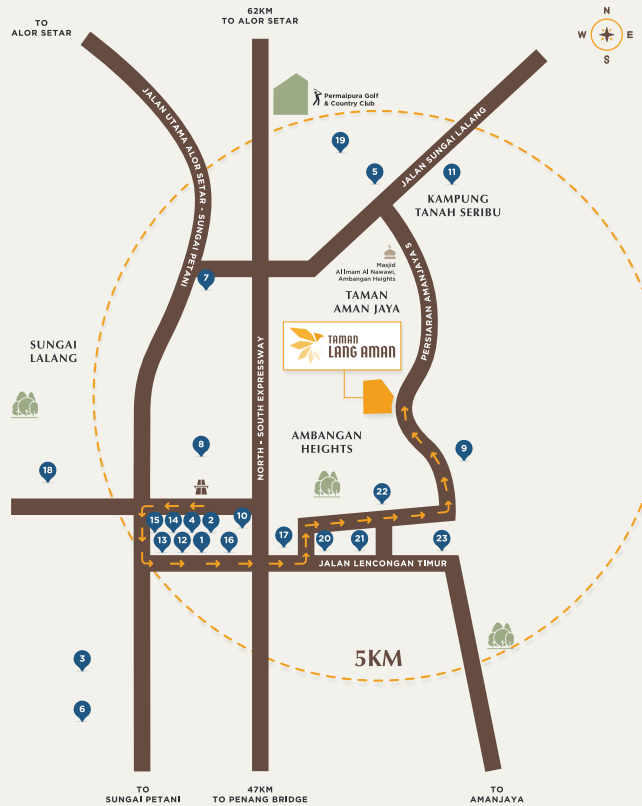 TO
ALOR SETAR
62KM
TO ALOR SETAR
N
W
E
S
Permaipura Golf
& Country Club
JALAN UTAMA ALOR SETAR - SUNGAI PETANI
19
5
JALAN SUNGAI LALANG
11
KAMPUNG
TANAH SERIBU
7
Masjid
Al Imam Al Nawawi,
Ambangan Heights
TAMAN
AMAN JAYA
PERSIARAN AMANJAYA 5
SUNGAI
LALANG
NORTH - SOUTH EXPRESSWAY
TAMAN
LANG AMAN
AMBANGAN
HEIGHTS
8
9
18
22
15
14
4
2
10
13
12
1
16
17
20
21
23
JALAN LENCONGAN TIMUR
5KM
3
6
TO
SUNGAI PETANI
47KM
TO PENANG BRIDGE
TO
AMANJAYA